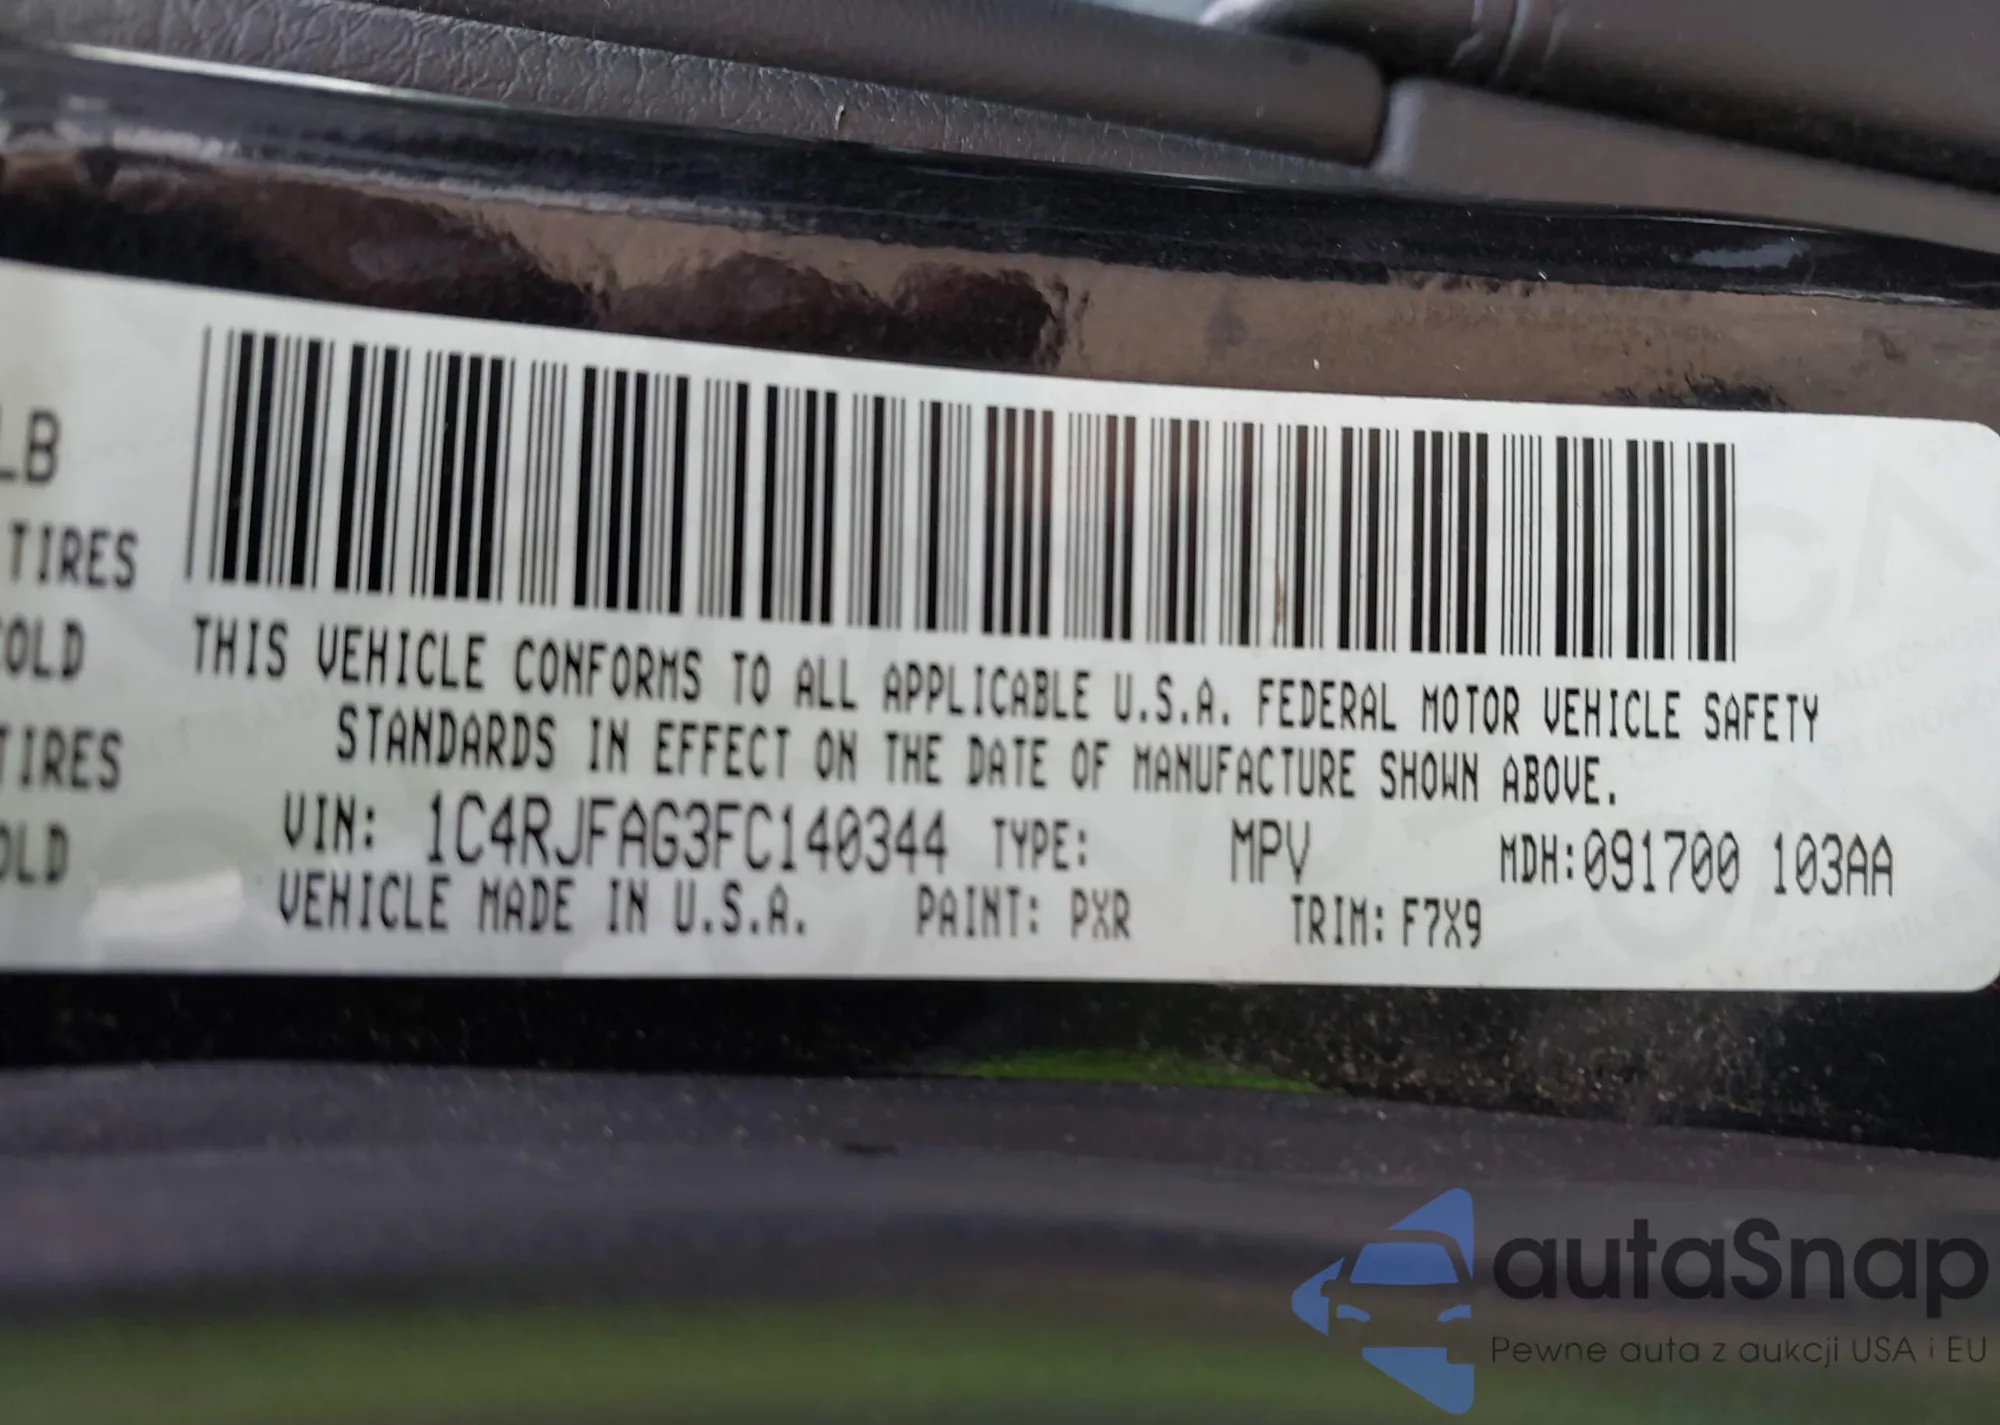 LB
TIRES
COLD
TIRES
OLD
THIS VEHICLE CONFORMS TO ALL APPLICABLE U.S.A. FEDERAL MOTOR VEHICLE SAFETY
STANDARDS IN EFFECT ON THE DATE OF MANUFACTURE SHOWN ABOVE.
VIN: 1C4RJFAG3FC140344 TYPE: MPV MDH:091700 103AA
VEHICLE MADE IN U.S.A. PAINT: PXR TRIM: F7X9
autaSnap
Pewne auta z aukcji USA i EU